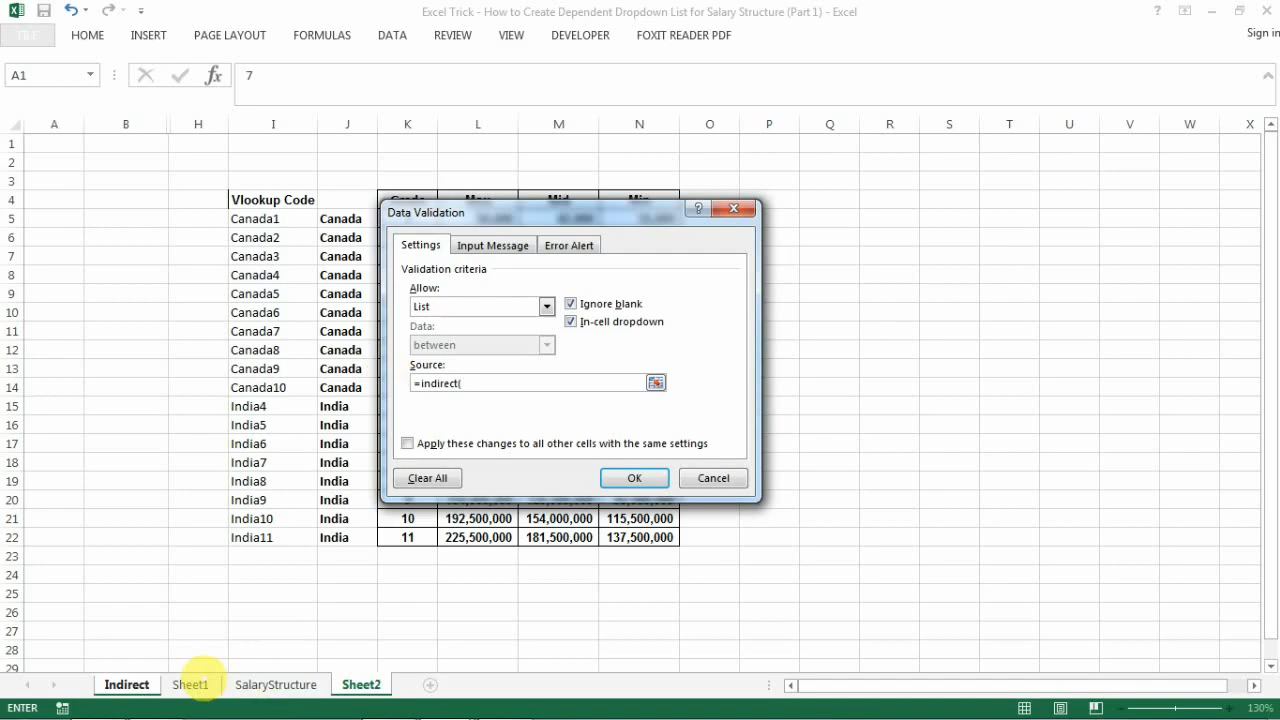 Excel Trick - How to Create Dependent Dropdown List for Salary Structure (Part 1) - Excel
FILE HOME INSERT PAGE LAYOUT FORMULAS DATA REVIEW VIEW DEVELOPER FOXIT READER PDF Sign in
A1 fx 7
A B H I J K L M N O P Q R S T U V W X
1
2
3
4 Vlookup Code Grade Max Mid Min
5 Canada1 Canada
6 Canada2 Canada
7 Canada3 Canada
8 Canada4 Canada
9 Canada5 Canada
10 Canada6 Canada
11 Canada7 Canada
12 Canada8 Canada
13 Canada9 Canada
14 Canada10 Canada
15 India4 India
16 India5 India
17 India6 India
18 India7 India
19 India8 India
20 India9 India
21 India10 India 10 192,500,000 154,000,000 115,500,000
22 India11 India 11 225,500,000 181,500,000 137,500,000
23
24
25
26
27
28
29
Data Validation
Settings Input Message Error Alert
Validation criteria
Allow:
List Ignore blank
In-cell dropdown
Data:
between
Source:
=indirect(
Apply these changes to all other cells with the same settings
Clear All OK Cancel
Indirect Sheet1 SalaryStructure Sheet2
ENTER 130%